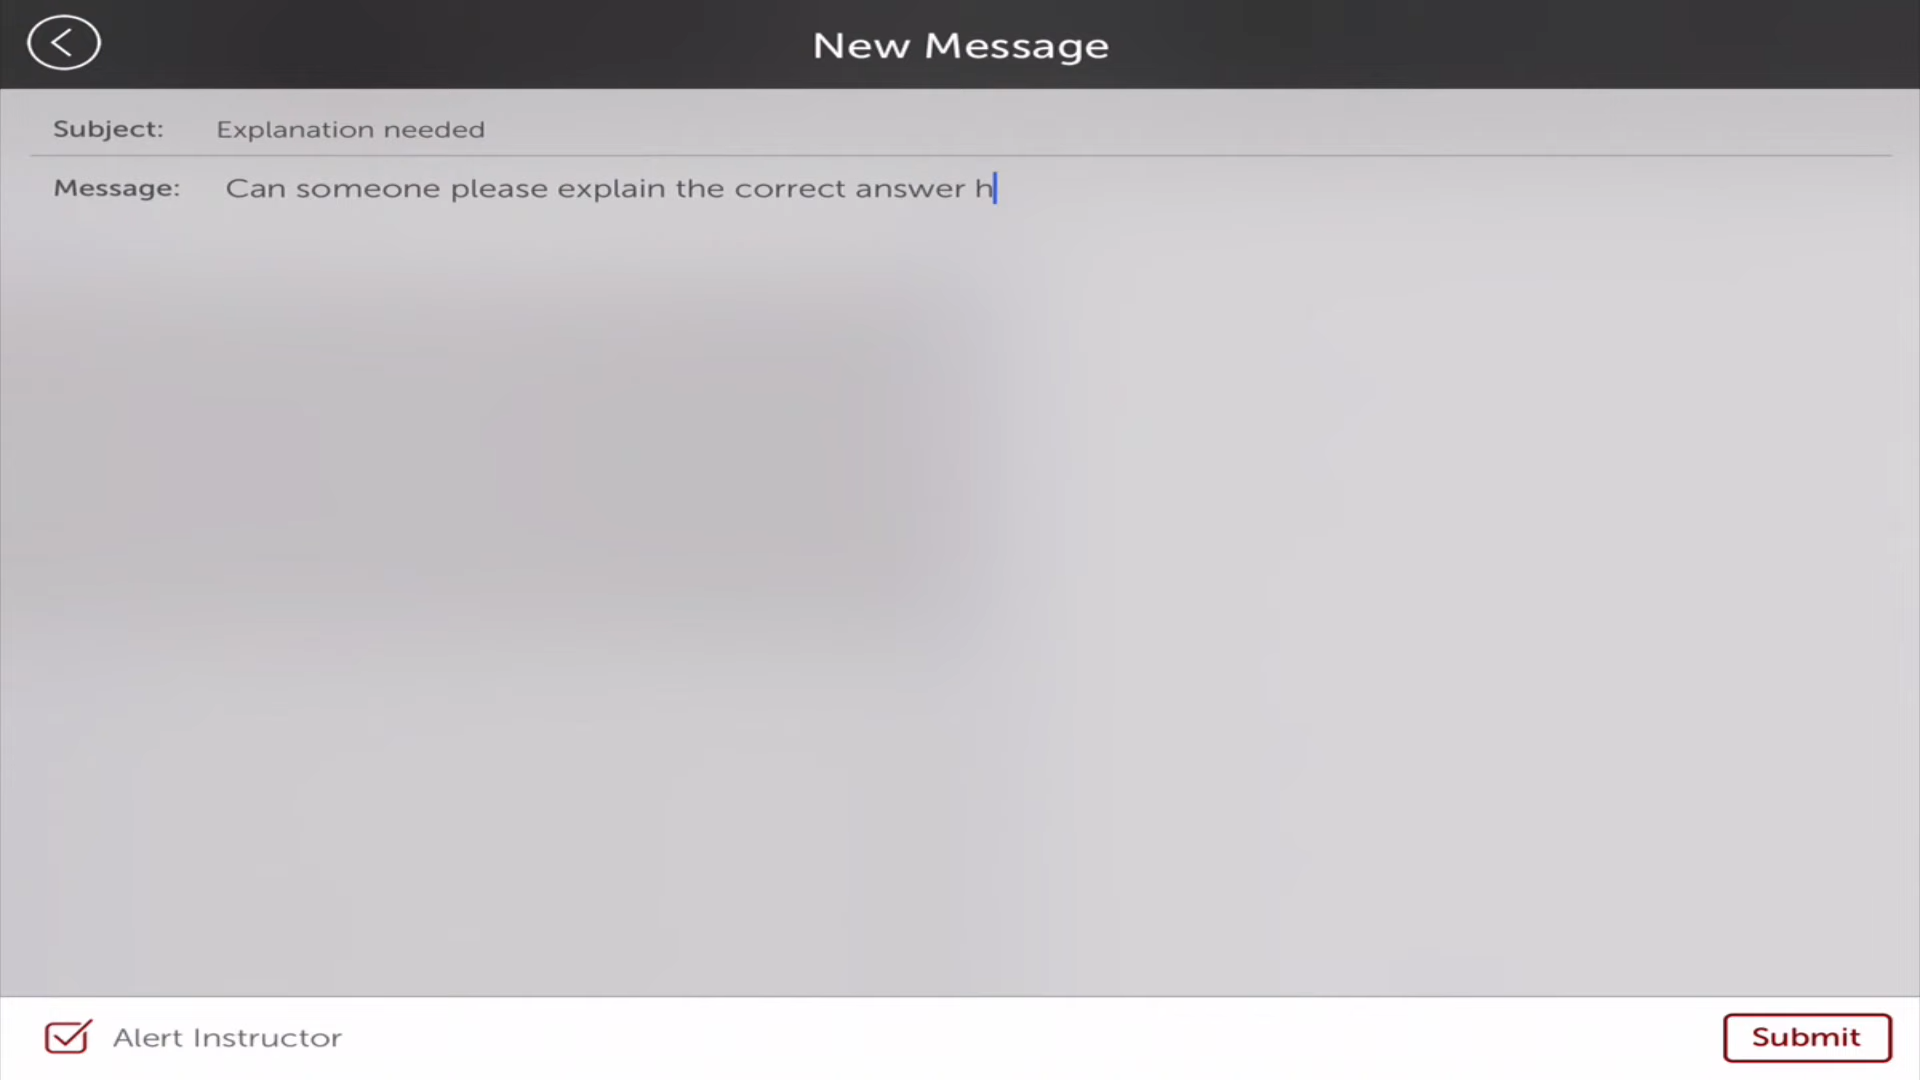 New Message
Subject: Explanation needed
Message: Can someone please explain the correct answer h
Alert Instructor
Submit